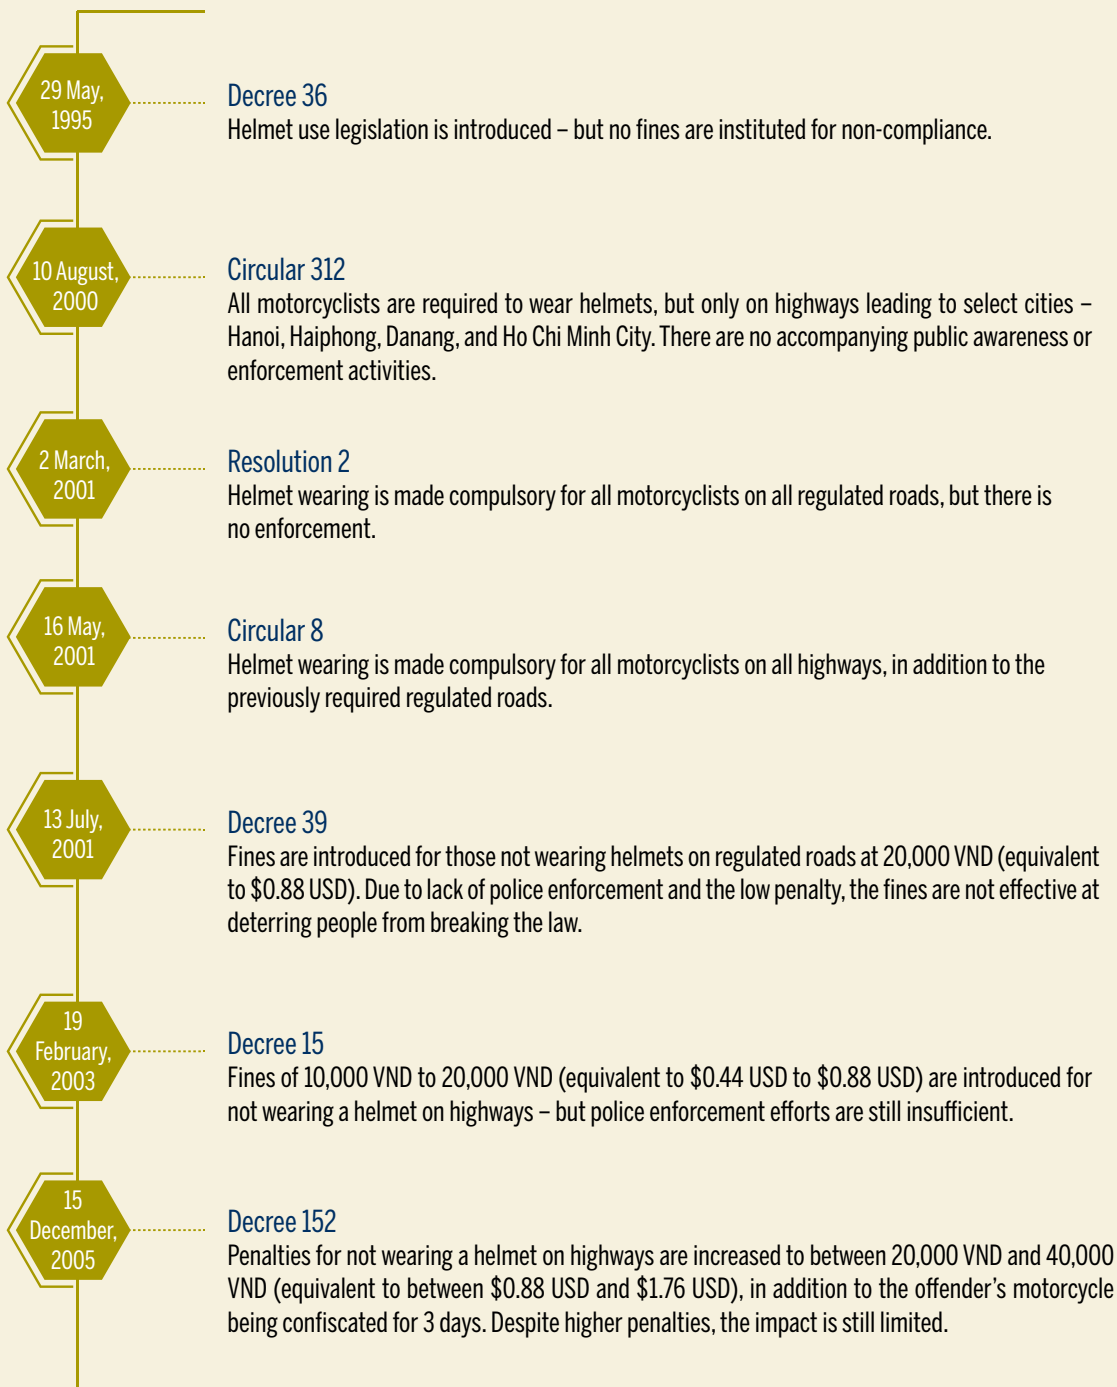 29 May,
1995
Decree 36
Helmet use legislation is introduced – but no fines are instituted for non-compliance.
10 August,
2000
Circular 312
All motorcyclists are required to wear helmets, but only on highways leading to select cities –
Hanoi, Haiphong, Danang, and Ho Chi Minh City. There are no accompanying public awareness or
enforcement activities.
2 March,
2001
Resolution 2
Helmet wearing is made compulsory for all motorcyclists on all regulated roads, but there is
no enforcement.
16 May,
2001
Circular 8
Helmet wearing is made compulsory for all motorcyclists on all highways, in addition to the
previously required regulated roads.
13 July,
2001
Decree 39
Fines are introduced for those not wearing helmets on regulated roads at 20,000 VND (equivalent
to $0.88 USD). Due to lack of police enforcement and the low penalty, the fines are not effective at
deterring people from breaking the law.
19
February,
2003
Decree 15
Fines of 10,000 VND to 20,000 VND (equivalent to $0.44 USD to $0.88 USD) are introduced for
not wearing a helmet on highways – but police enforcement efforts are still insufficient.
15
December,
2005
Decree 152
Penalties for not wearing a helmet on highways are increased to between 20,000 VND and 40,000
VND (equivalent to between $0.88 USD and $1.76 USD), in addition to the offender’s motorcycle
being confiscated for 3 days. Despite higher penalties, the impact is still limited.